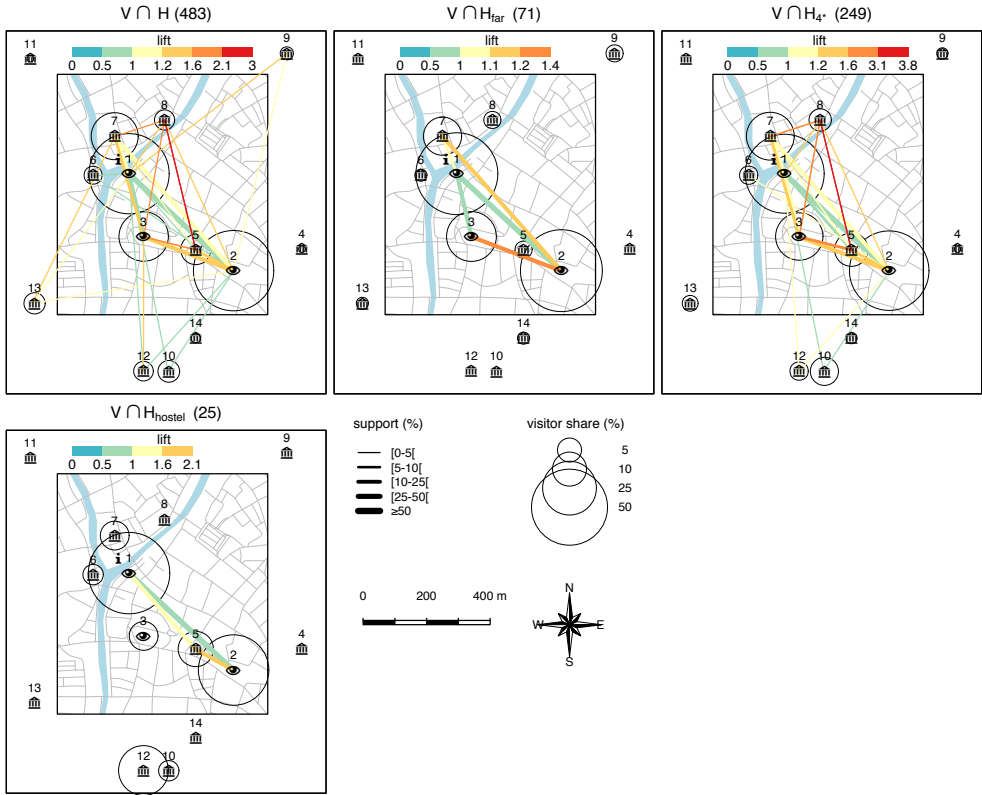 V ∩ H (483)
V ∩ H_far (71)
V ∩ H_4* (249)
11
lift
9
0 0.5 1 1.2 1.6 2.1 3
8
7
6
i 1
3
5
4
2
13
14
12 10
11
lift
9
0 0.5 1 1.1 1.2 1.4
8
7
6
i 1
3
5
4
2
13
14
12 10
11
lift
9
0 0.5 1 1.2 1.6 3.1 3.8
8
7
6
i 1
3
5
4
2
13
14
12 10
V ∩ H_hostel (25)
11
lift
9
0 0.5 1 1.6 2.1
8
7
6
i 1
3
5
4
2
13
14
12 10
support (%)
[0-5[
[5-10[
[10-25[
[25-50[
≥50
visitor share (%)
5
10
25
50
0 200 400 m
N
W E
S